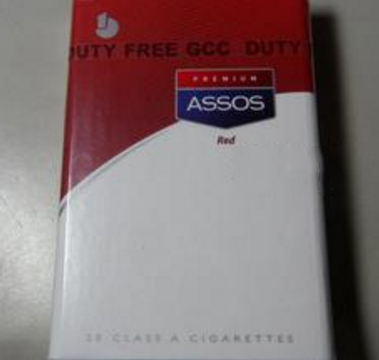 DUTY FREE GCC DUTY
PREMIUM
ASSOS
Red
20 CLASS A CIGARETTES